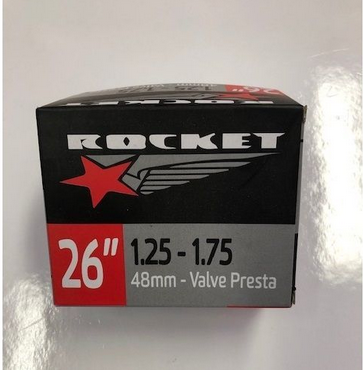 ROCKET
26" 1.25 - 1.75
48mm - Valve Presta